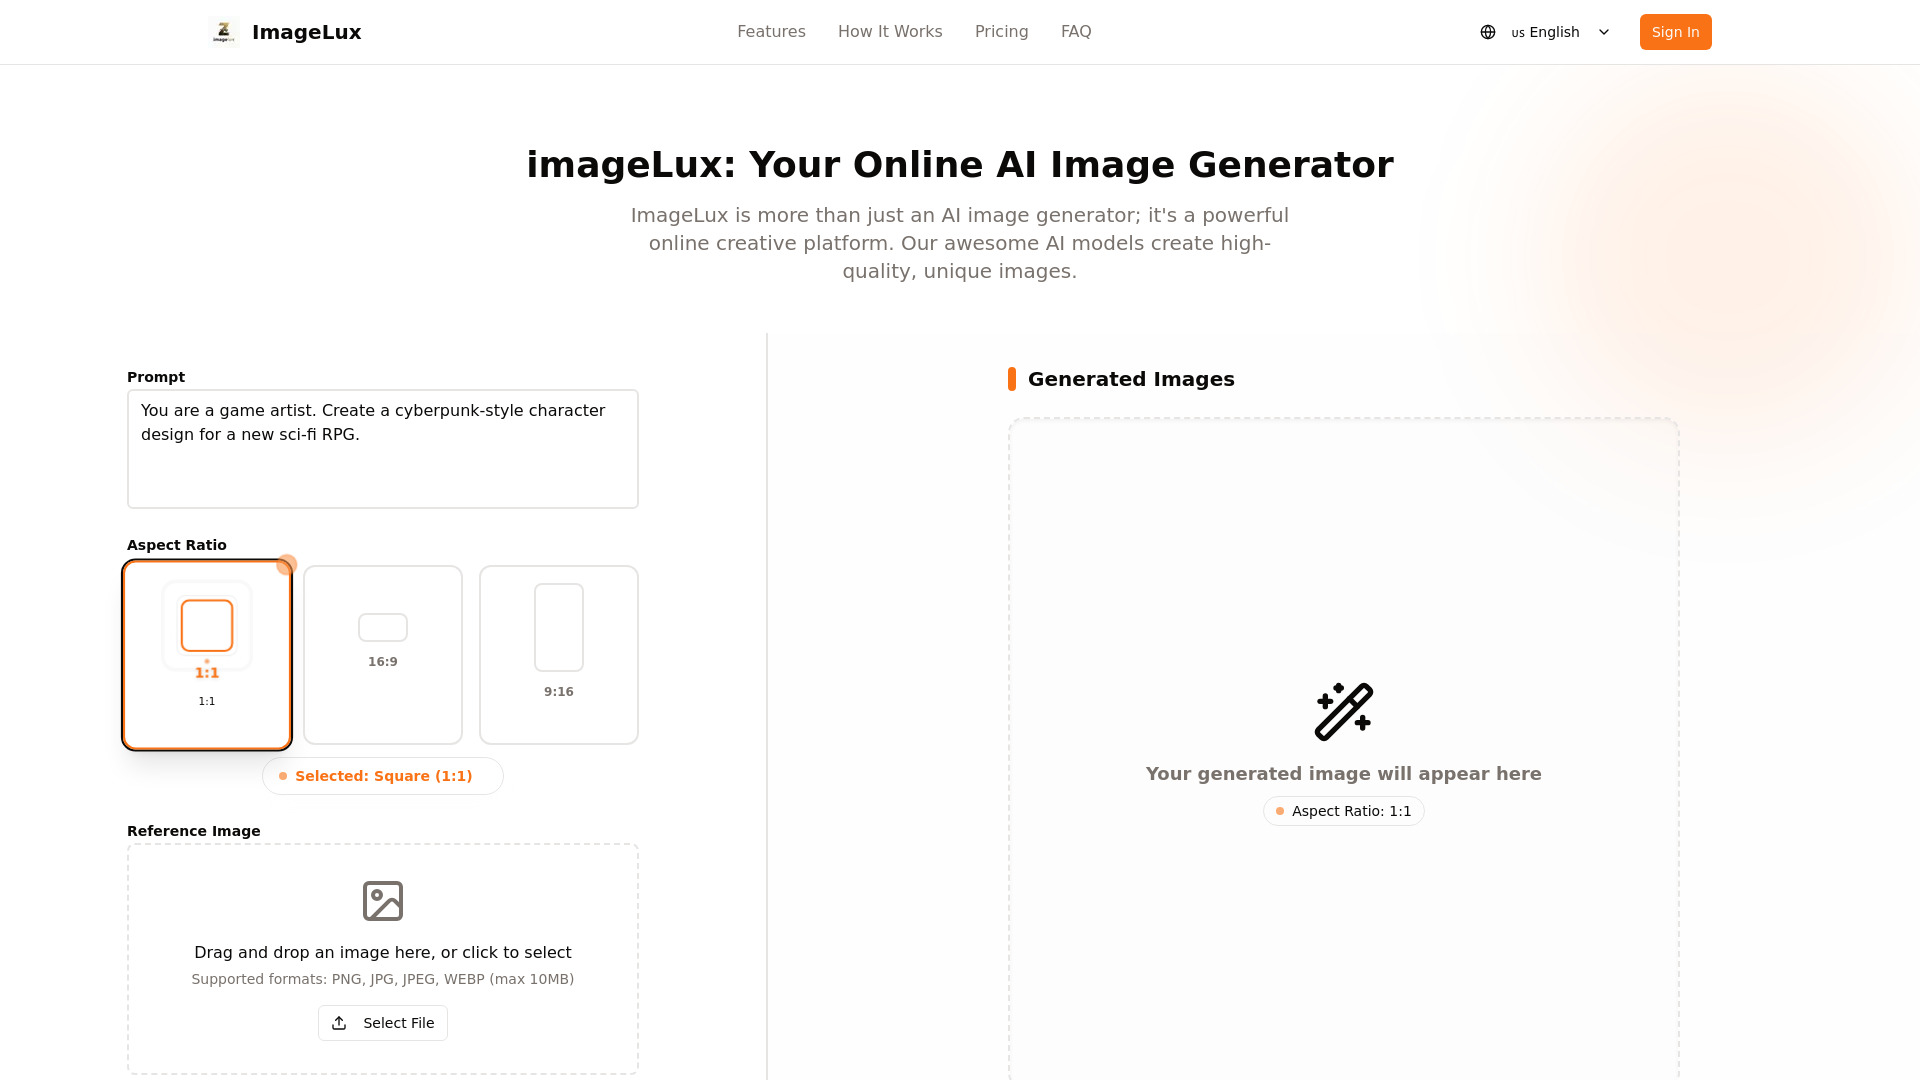 ImageLux
Features
How It Works
Pricing
FAQ
us English
Sign In
imageLux: Your Online AI Image Generator
ImageLux is more than just an AI image generator; it's a powerful
online creative platform. Our awesome AI models create high-
quality, unique images.
Prompt
You are a game artist. Create a cyberpunk-style character
design for a new sci-fi RPG.
Aspect Ratio
1:1
1:1
16:9
9:16
Selected: Square (1:1)
Reference Image
Drag and drop an image here, or click to select
Supported formats: PNG, JPG, JPEG, WEBP (max 10MB)
Select File
Generated Images
Your generated image will appear here
Aspect Ratio: 1:1